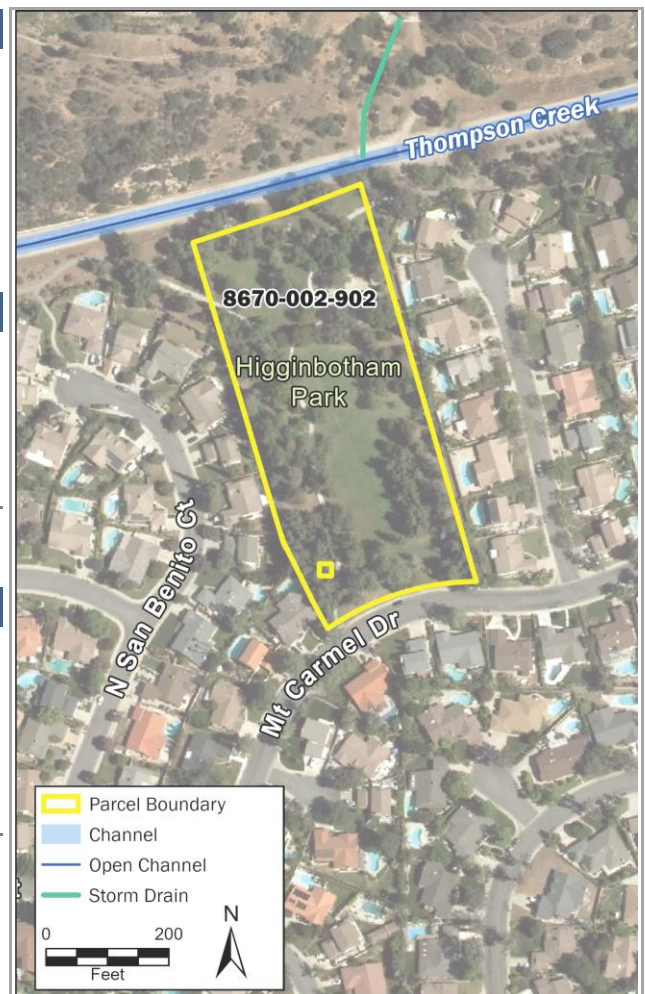 Thompson Creek
8670-002-902
Higginbotham
Park
N San Benito Ct
Mt Carmel Dr
Parcel Boundary
Channel
Open Channel
Storm Drain
0 200
Feet
N